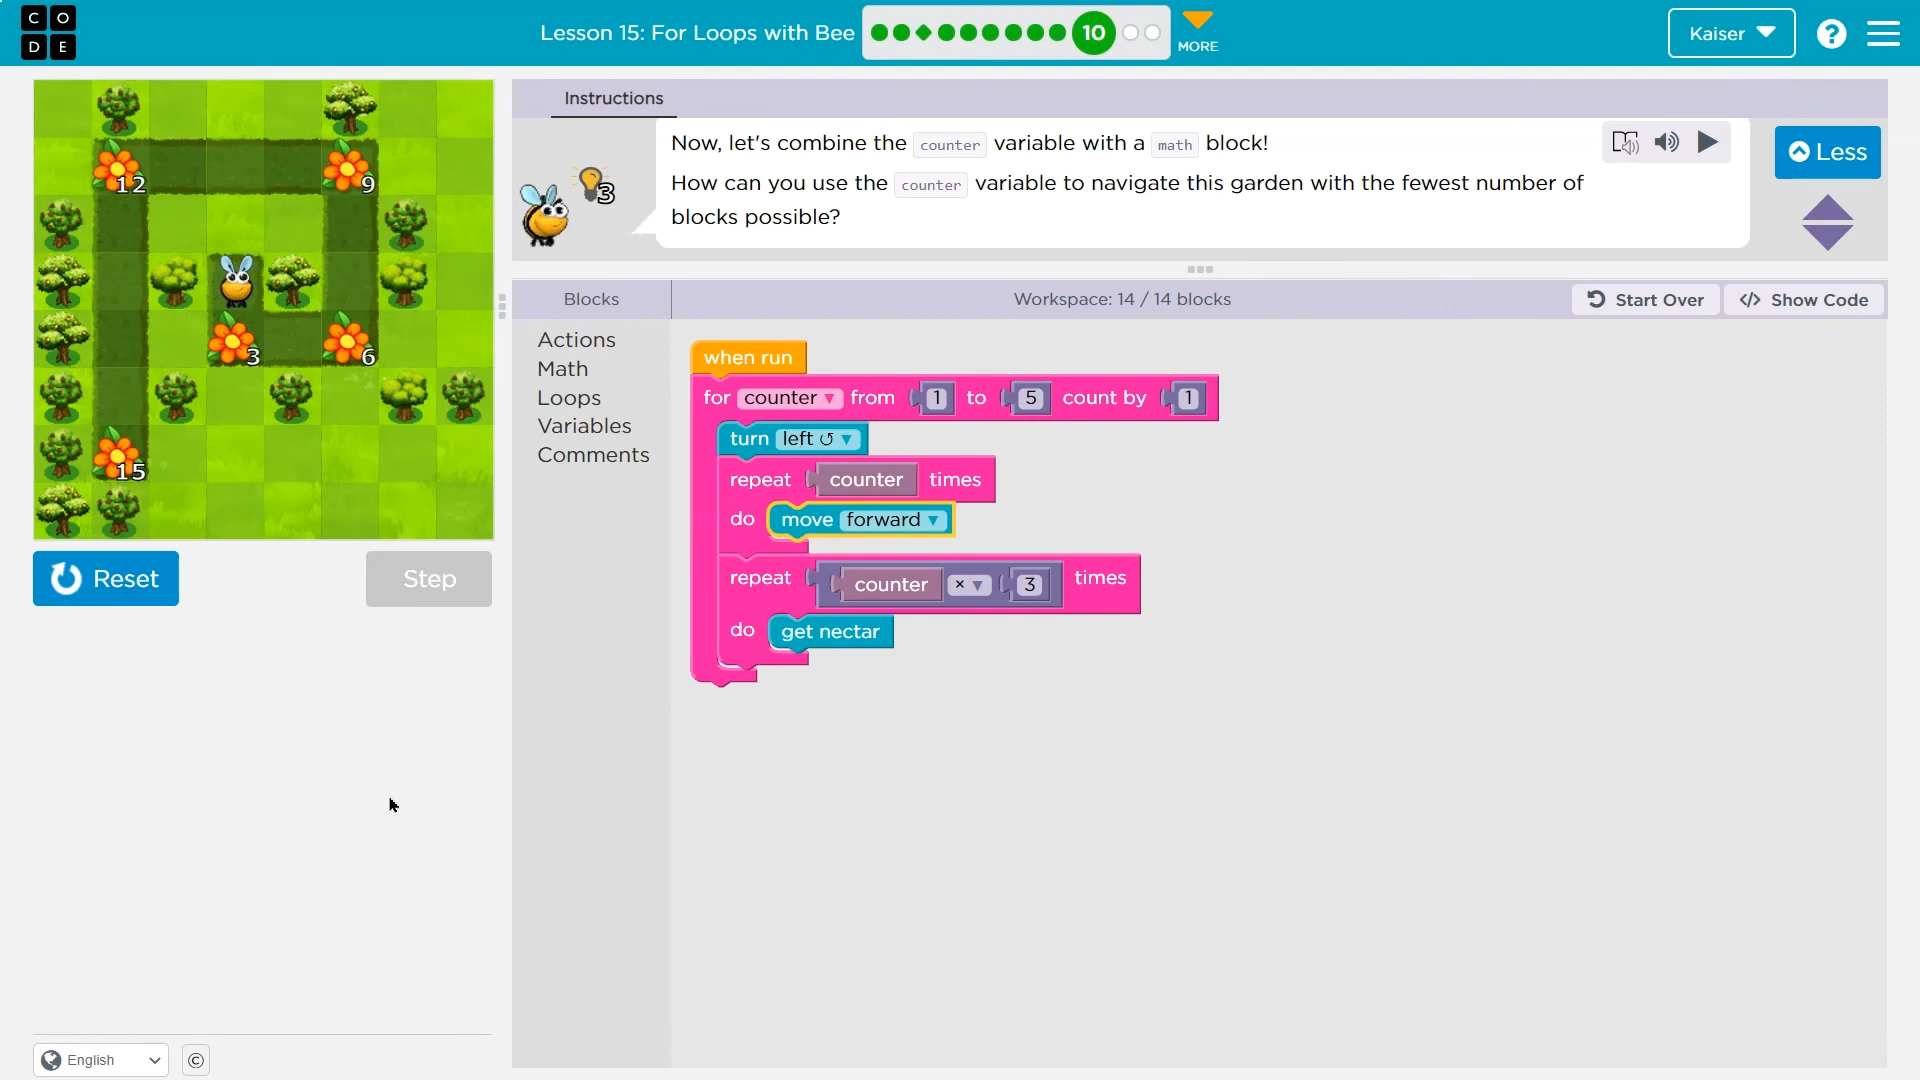 C O
D E
Lesson 15: For Loops with Bee
10
MORE
Kaiser
?
Instructions
Now, let's combine the counter variable with a math block!
How can you use the counter variable to navigate this garden with the fewest number of
blocks possible?
3
Less
12
9
3
6
15
Reset
Step
Blocks
Workspace: 14 / 14 blocks
Start Over
</> Show Code
Actions
Math
Loops
Variables
Comments
when run
for counter ▼ from 1 to 5 count by 1
turn left ↺ ▼
repeat counter times
do move forward ▼
repeat counter × ▼ 3 times
do get nectar
English
©